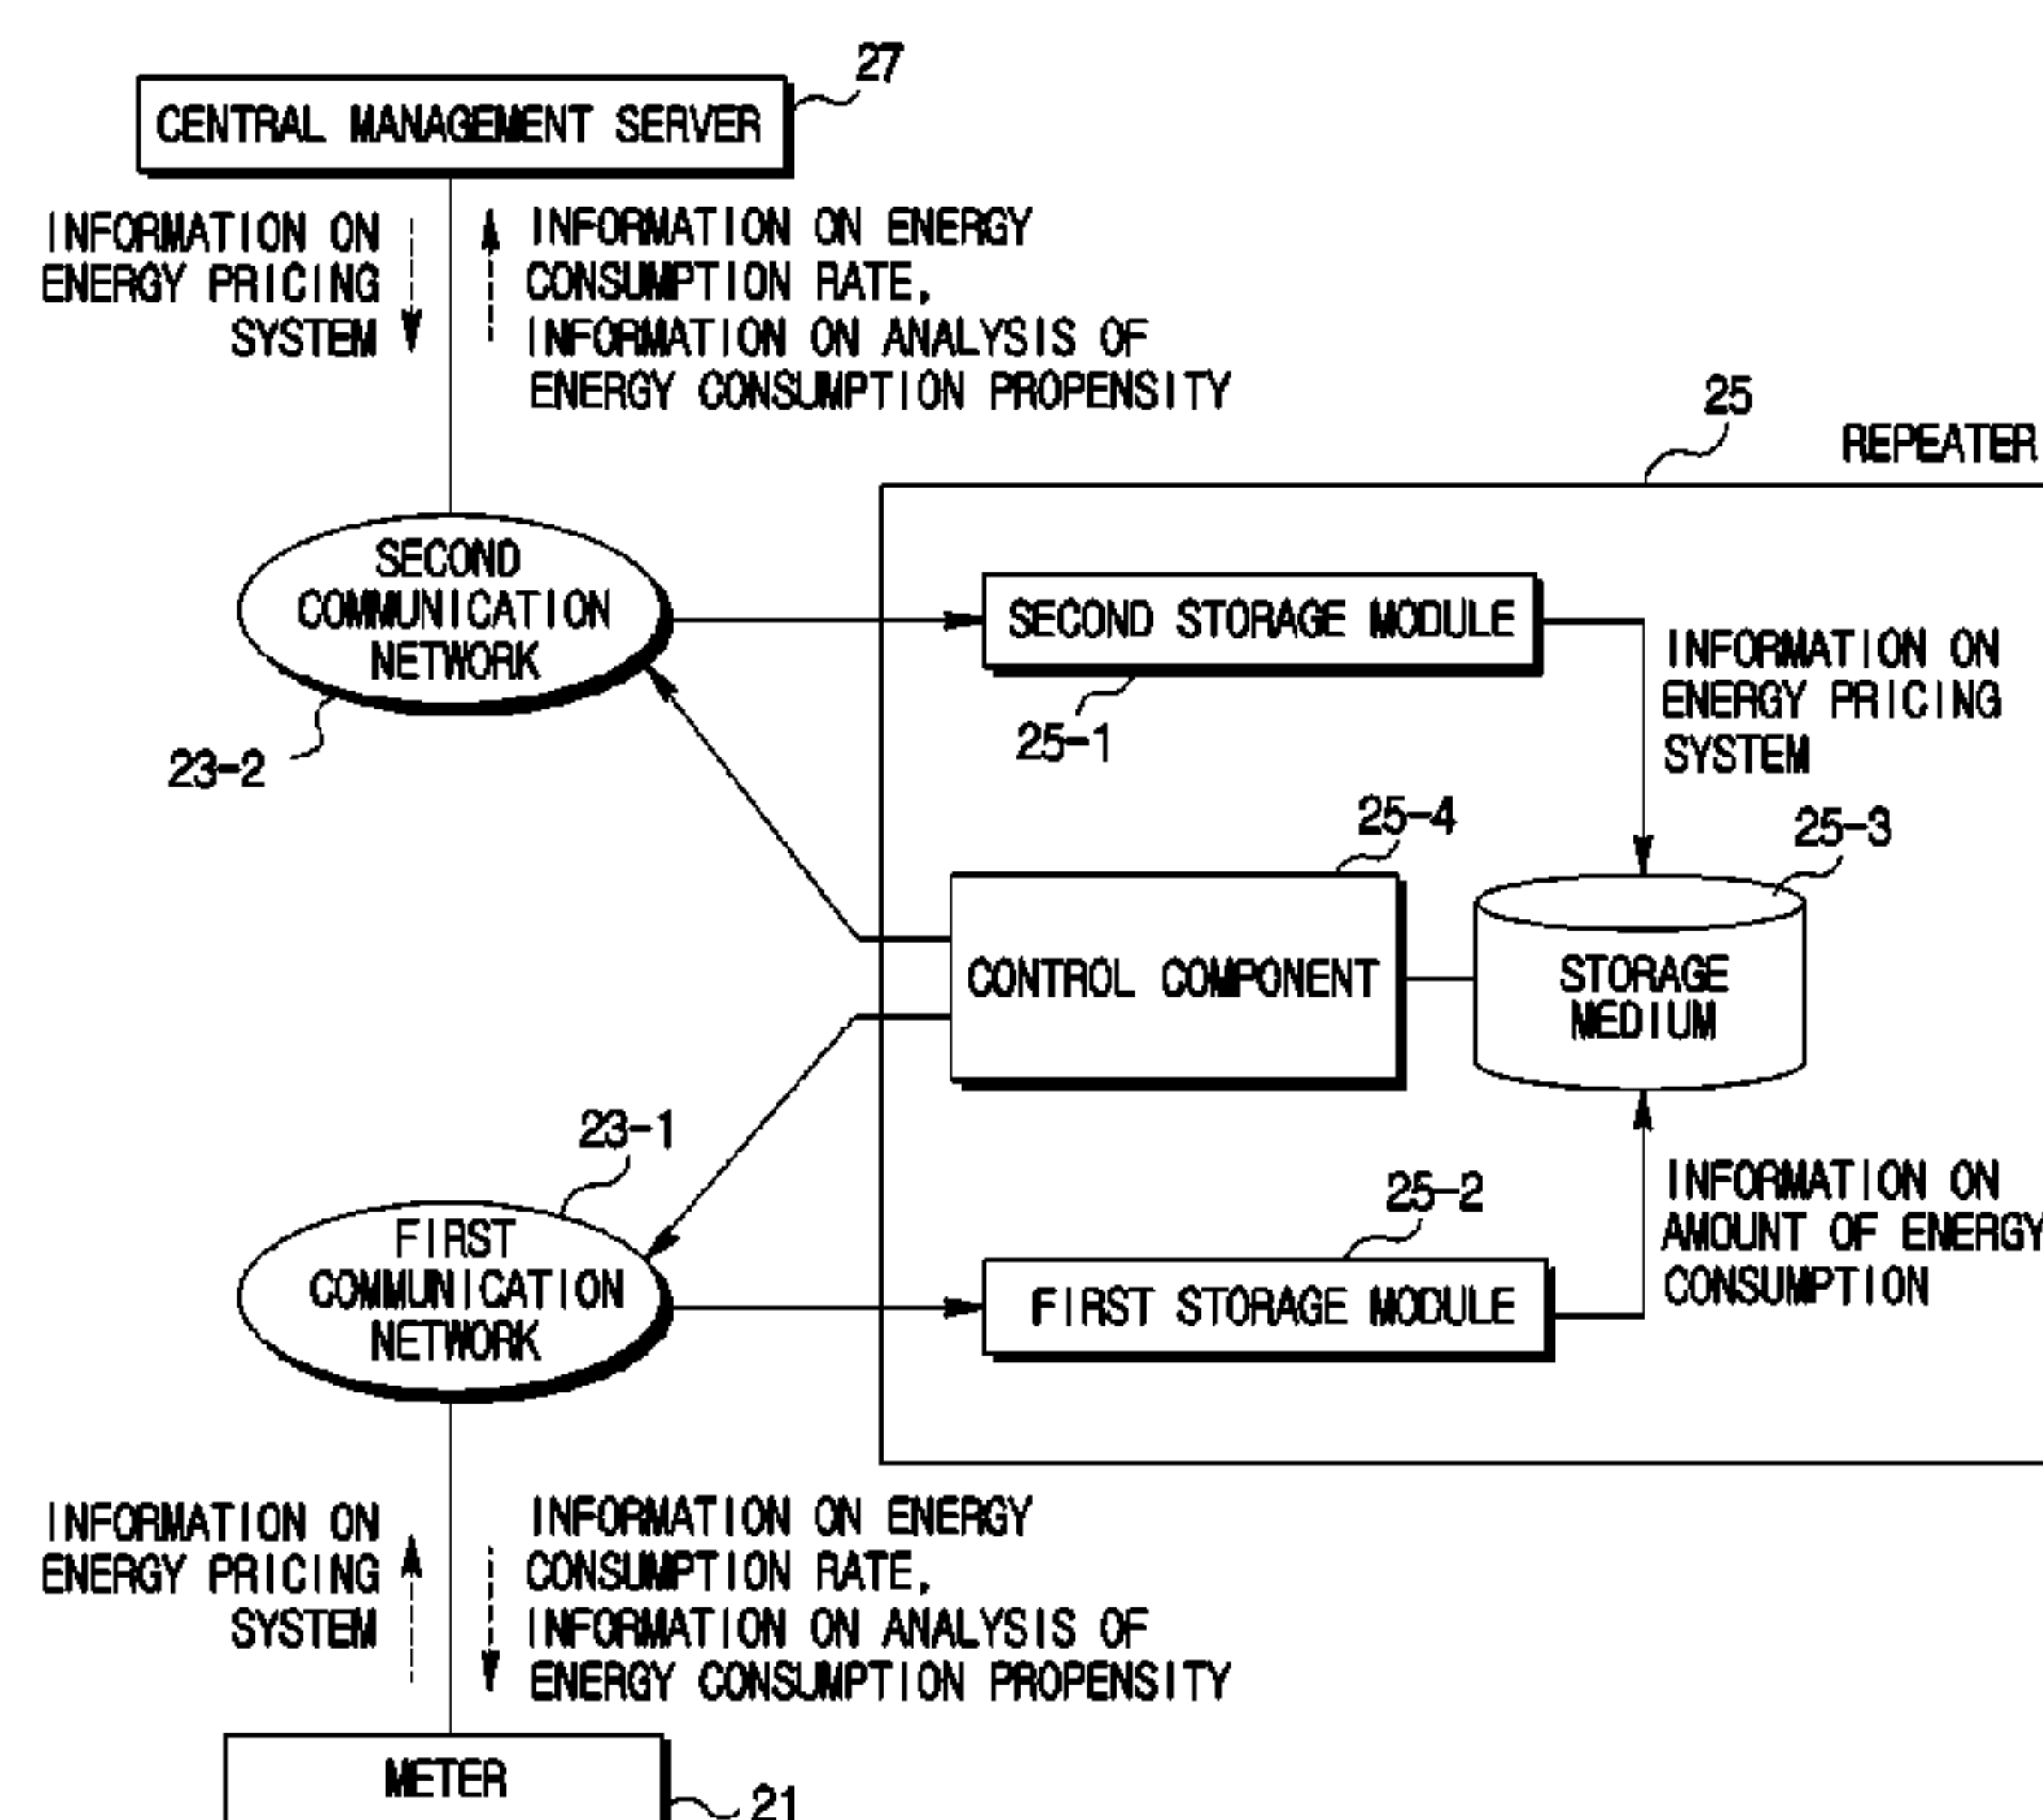 27
CENTRAL MANAGEMENT SERVER
INFORMATION ON
ENERGY PRICING
SYSTEM
INFORMATION ON ENERGY
CONSUMPTION RATE,
INFORMATION ON ANALYSIS OF
ENERGY CONSUMPTION PROPENSITY
25
REPEATER
SECOND
COMMUNICATION
NETWORK
23-2
SECOND STORAGE MODULE
25-1
INFORMATION ON
ENERGY PRICING
SYSTEM
25-4
25-3
CONTROL COMPONENT
STORAGE
MEDIUM
23-1
FIRST
COMMUNICATION
NETWORK
25-2
FIRST STORAGE MODULE
INFORMATION ON
AMOUNT OF ENERGY
CONSUMPTION
INFORMATION ON
ENERGY PRICING
SYSTEM
INFORMATION ON ENERGY
CONSUMPTION RATE,
INFORMATION ON ANALYSIS OF
ENERGY CONSUMPTION PROPENSITY
METER
21